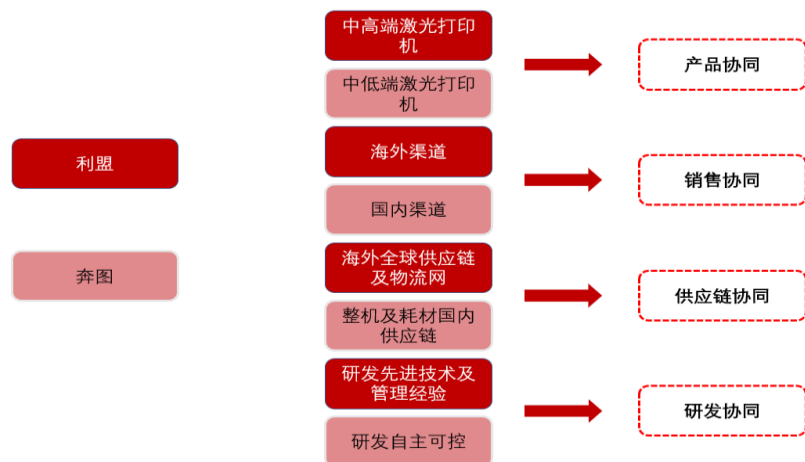 利盟
奔图
中高端激光打印
机
中低端激光打印
机
产品协同
海外渠道
国内渠道
销售协同
海外全球供应链
及物流网
整机及耗材国内
供应链
供应链协同
研发先进技术及
管理经验
研发自主可控
研发协同